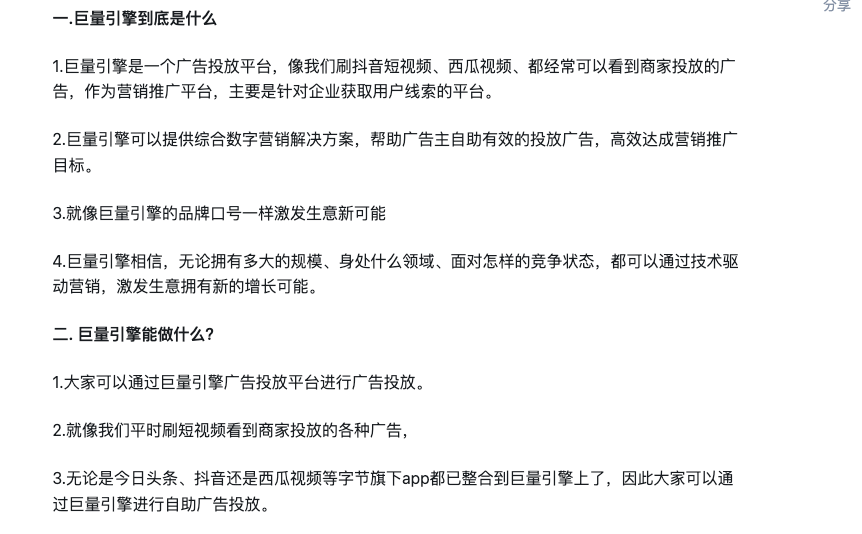 分享
一.巨量引擎到底是什么
1.巨量引擎是一个广告投放平台，像我们刷抖音短视频、西瓜视频、都经常可以看到商家投放的广
告，作为营销推广平台，主要是针对企业获取用户线索的平台。
2.巨量引擎可以提供综合数字营销解决方案，帮助广告主自助有效的投放广告，高效达成营销推广
目标。
3.就像巨量引擎的品牌口号一样激发生意新可能
4.巨量引擎相信，无论拥有多大的规模、身处什么领域、面对怎样的竞争状态，都可以通过技术驱
动营销，激发生意拥有新的增长可能。
二. 巨量引擎能做什么?
1.大家可以通过巨量引擎广告投放平台进行广告投放。
2.就像我们平时刷短视频看到商家投放的各种广告，
3.无论是今日头条、抖音还是西瓜视频等字节旗下app都已整合到巨量引擎上了，因此大家可以通
过巨量引擎进行自助广告投放。